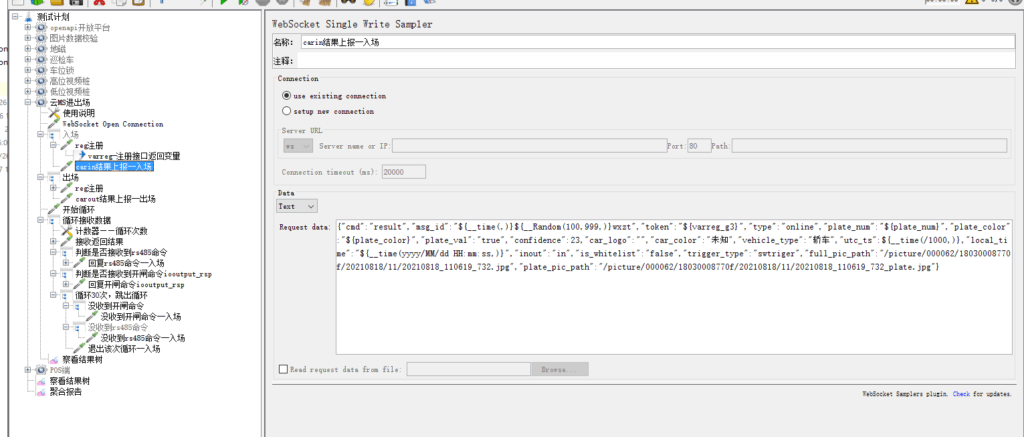 测试计划
openapi开放平台
图片数据校验
地磁
巡检车
车位锁
高位视频桩
低位视频桩
云MS进出场
使用说明
WebSocket Open Connection
入场
reg注册
varreg-注册接口返回变量
carin结果上报一入场
出场
reg注册
carout结果上报一出场
开始循环
循环接收数据
计数器--循环次数
接收返回结果
判断是否接收到rs485命令
回复rs485命令一入场
判断是否接收到开闸命令iooutput_rsp
回复开闸命令iooutput_rsp
循环30次，跳出循环
没收到开闸命令
没收到开闸命令一入场
没收到rs485命令
没收到rs485命令一入场
退出该次循环一入场
察看结果树
POS端
察看结果树
聚合报告
WebSocket Single Write Sampler
名称: carin结果上报一入场
注释:
Connection
use existing connection
setup new connection
Server URL
ws Server name or IP: Port: 80 Path:
Connection timeout (ms): 20000
Data
Text
Request data: {"cmd":"result","msg_id":"${__time(,)}${__Random(100,999,)}wxzt","token":"${varreg_g3}","type":"online","plate_num":"${plate_num}","plate_color"
:"${plate_color}","plate_val":"true","confidence":23,"car_logo":"","car_color":"未知","vehicle_type":"轿车","utc_ts":${__time(/1000,)},"local_ti
me":"${__time(yyyy/MM/dd HH:mm:ss,)}","inout":"in","is_whitelist":"false","trigger_type":"swtriger","full_pic_path":"/picture/000062/18030008770
f/20210818/11/20210818_110619_732.jpg","plate_pic_path":"/picture/000062/18030008770f/20210818/11/20210818_110619_732_plate.jpg"}
Read request data from file: Browse...
WebSocket Samplers plugin. Check for updates.